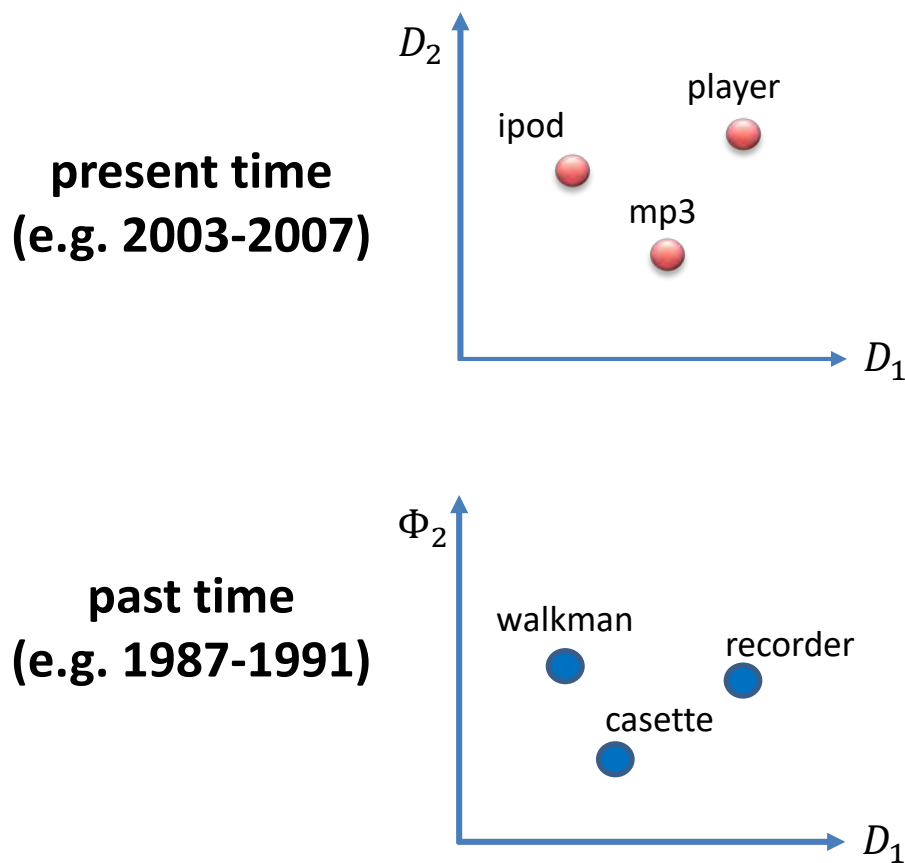 D₂
player
ipod
present time
(e.g. 2003-2007)
mp3
D₁
Φ₂
past time
(e.g. 1987-1991)
walkman
recorder
casette
D₁